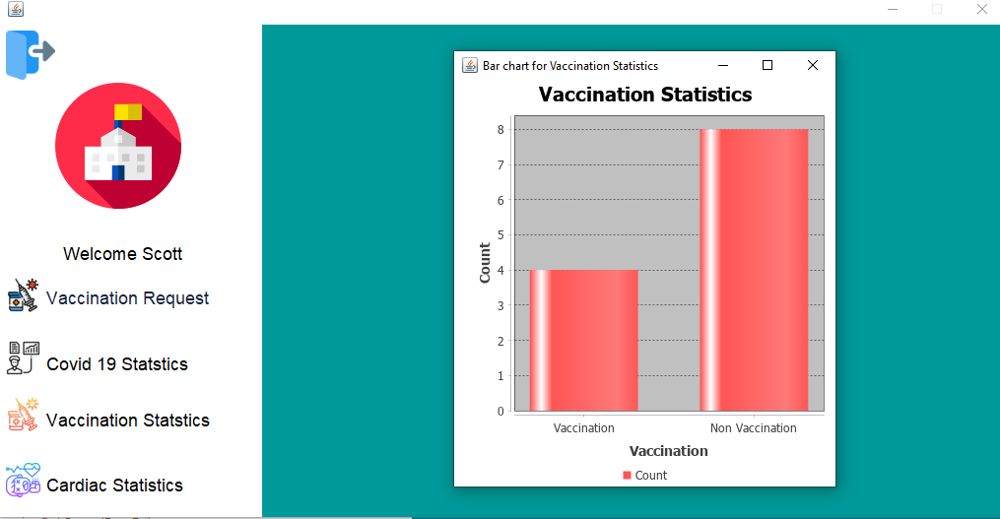 Welcome Scott
Vaccination Request
Covid 19 Statstics
Vaccination Statstics
Cardiac Statistics
Bar chart for Vaccination Statistics
Vaccination Statistics
Count
8
7
6
5
4
3
2
1
0
Vaccination Non Vaccination
Vaccination
Count